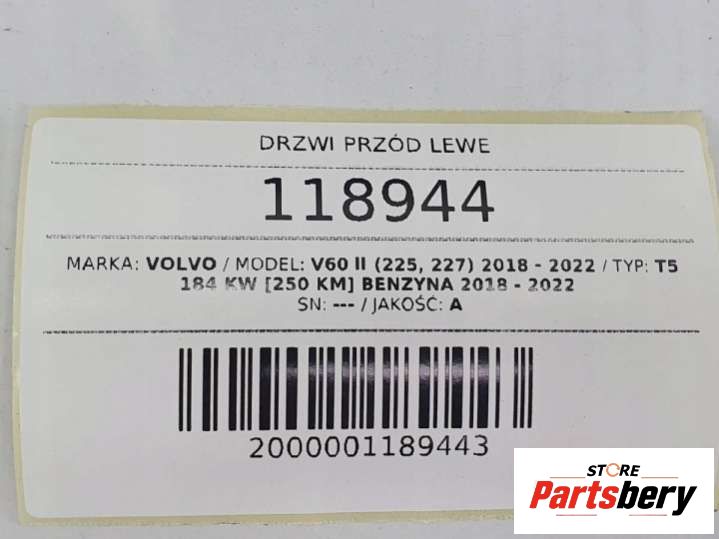 DRZWI PRZÓD LEWE
118944
MARKA: VOLVO / MODEL: V60 II (225, 227) 2018 - 2022 / TYP: T5
184 KW [250 KM] BENZYNA 2018 - 2022
SN: --- / JAKOŚĆ: A
2000001189443
STORE
Partsbery